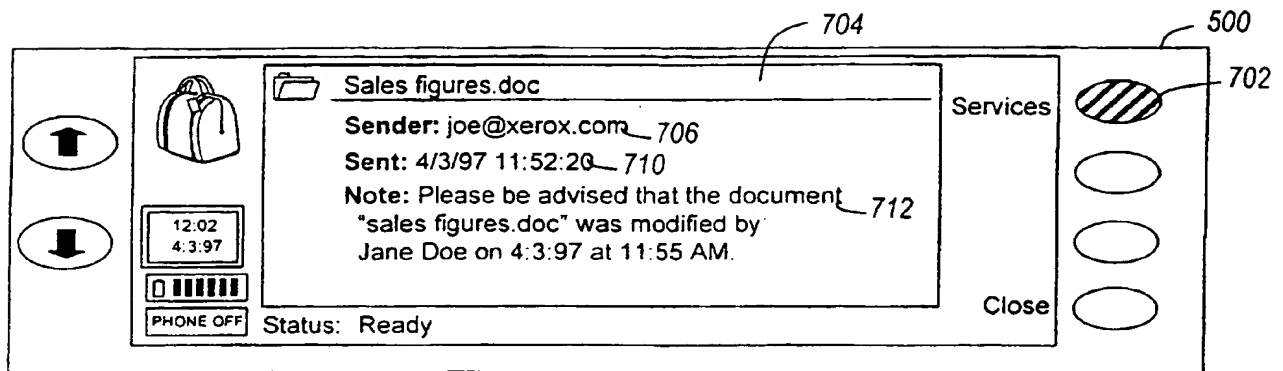 704
500
702
Sales figures.doc
Services
Sender: joe@xerox.com 706
Sent: 4/3/97 11:52:20 710
Note: Please be advised that the document 712
"sales figures.doc" was modified by
Jane Doe on 4:3:97 at 11:55 AM.
12:02
4:3:97
Close
PHONE OFF
Status: Ready